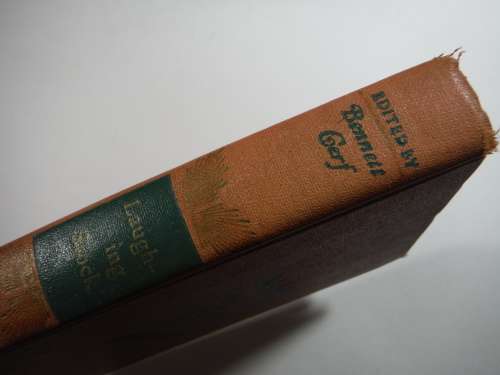 EDITED BY
Bennett
Cerf
Laugh-
ing
Stock